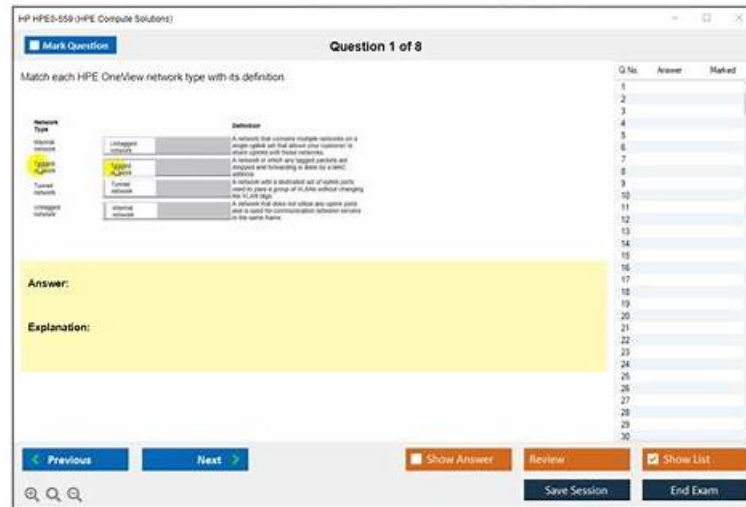 HP HPE0-S59 (HPE Compute Solutions)
Mark Question
Question 1 of 8
Match each HPE OneView network type with its definition
Network Type
Definition
Internal network
Untagged network
A network that contains multiple networks on a
single uplink set that allows your customer to
share uplinks with those networks.
Tagged network
Tagged network
A network in which any tagged packets are
dropped and forwarding is done by a MAC
address.
Tunnel network
Tunnel network
A network with a dedicated set of uplink ports
used to pass a group of VLANs without changing
the VLAN tags.
Untagged network
Internal network
A network that does not utilize any uplink ports
and is used for communication between servers
in the same frame.
Answer:
Explanation:
Q No. Answer Marked
1
2
3
4
5
6
7
8
9
10
11
12
13
14
15
16
17
18
19
20
21
22
23
24
25
26
27
28
29
30
Previous
Next
Show Answer
Review
Show List
Save Session
End Exam